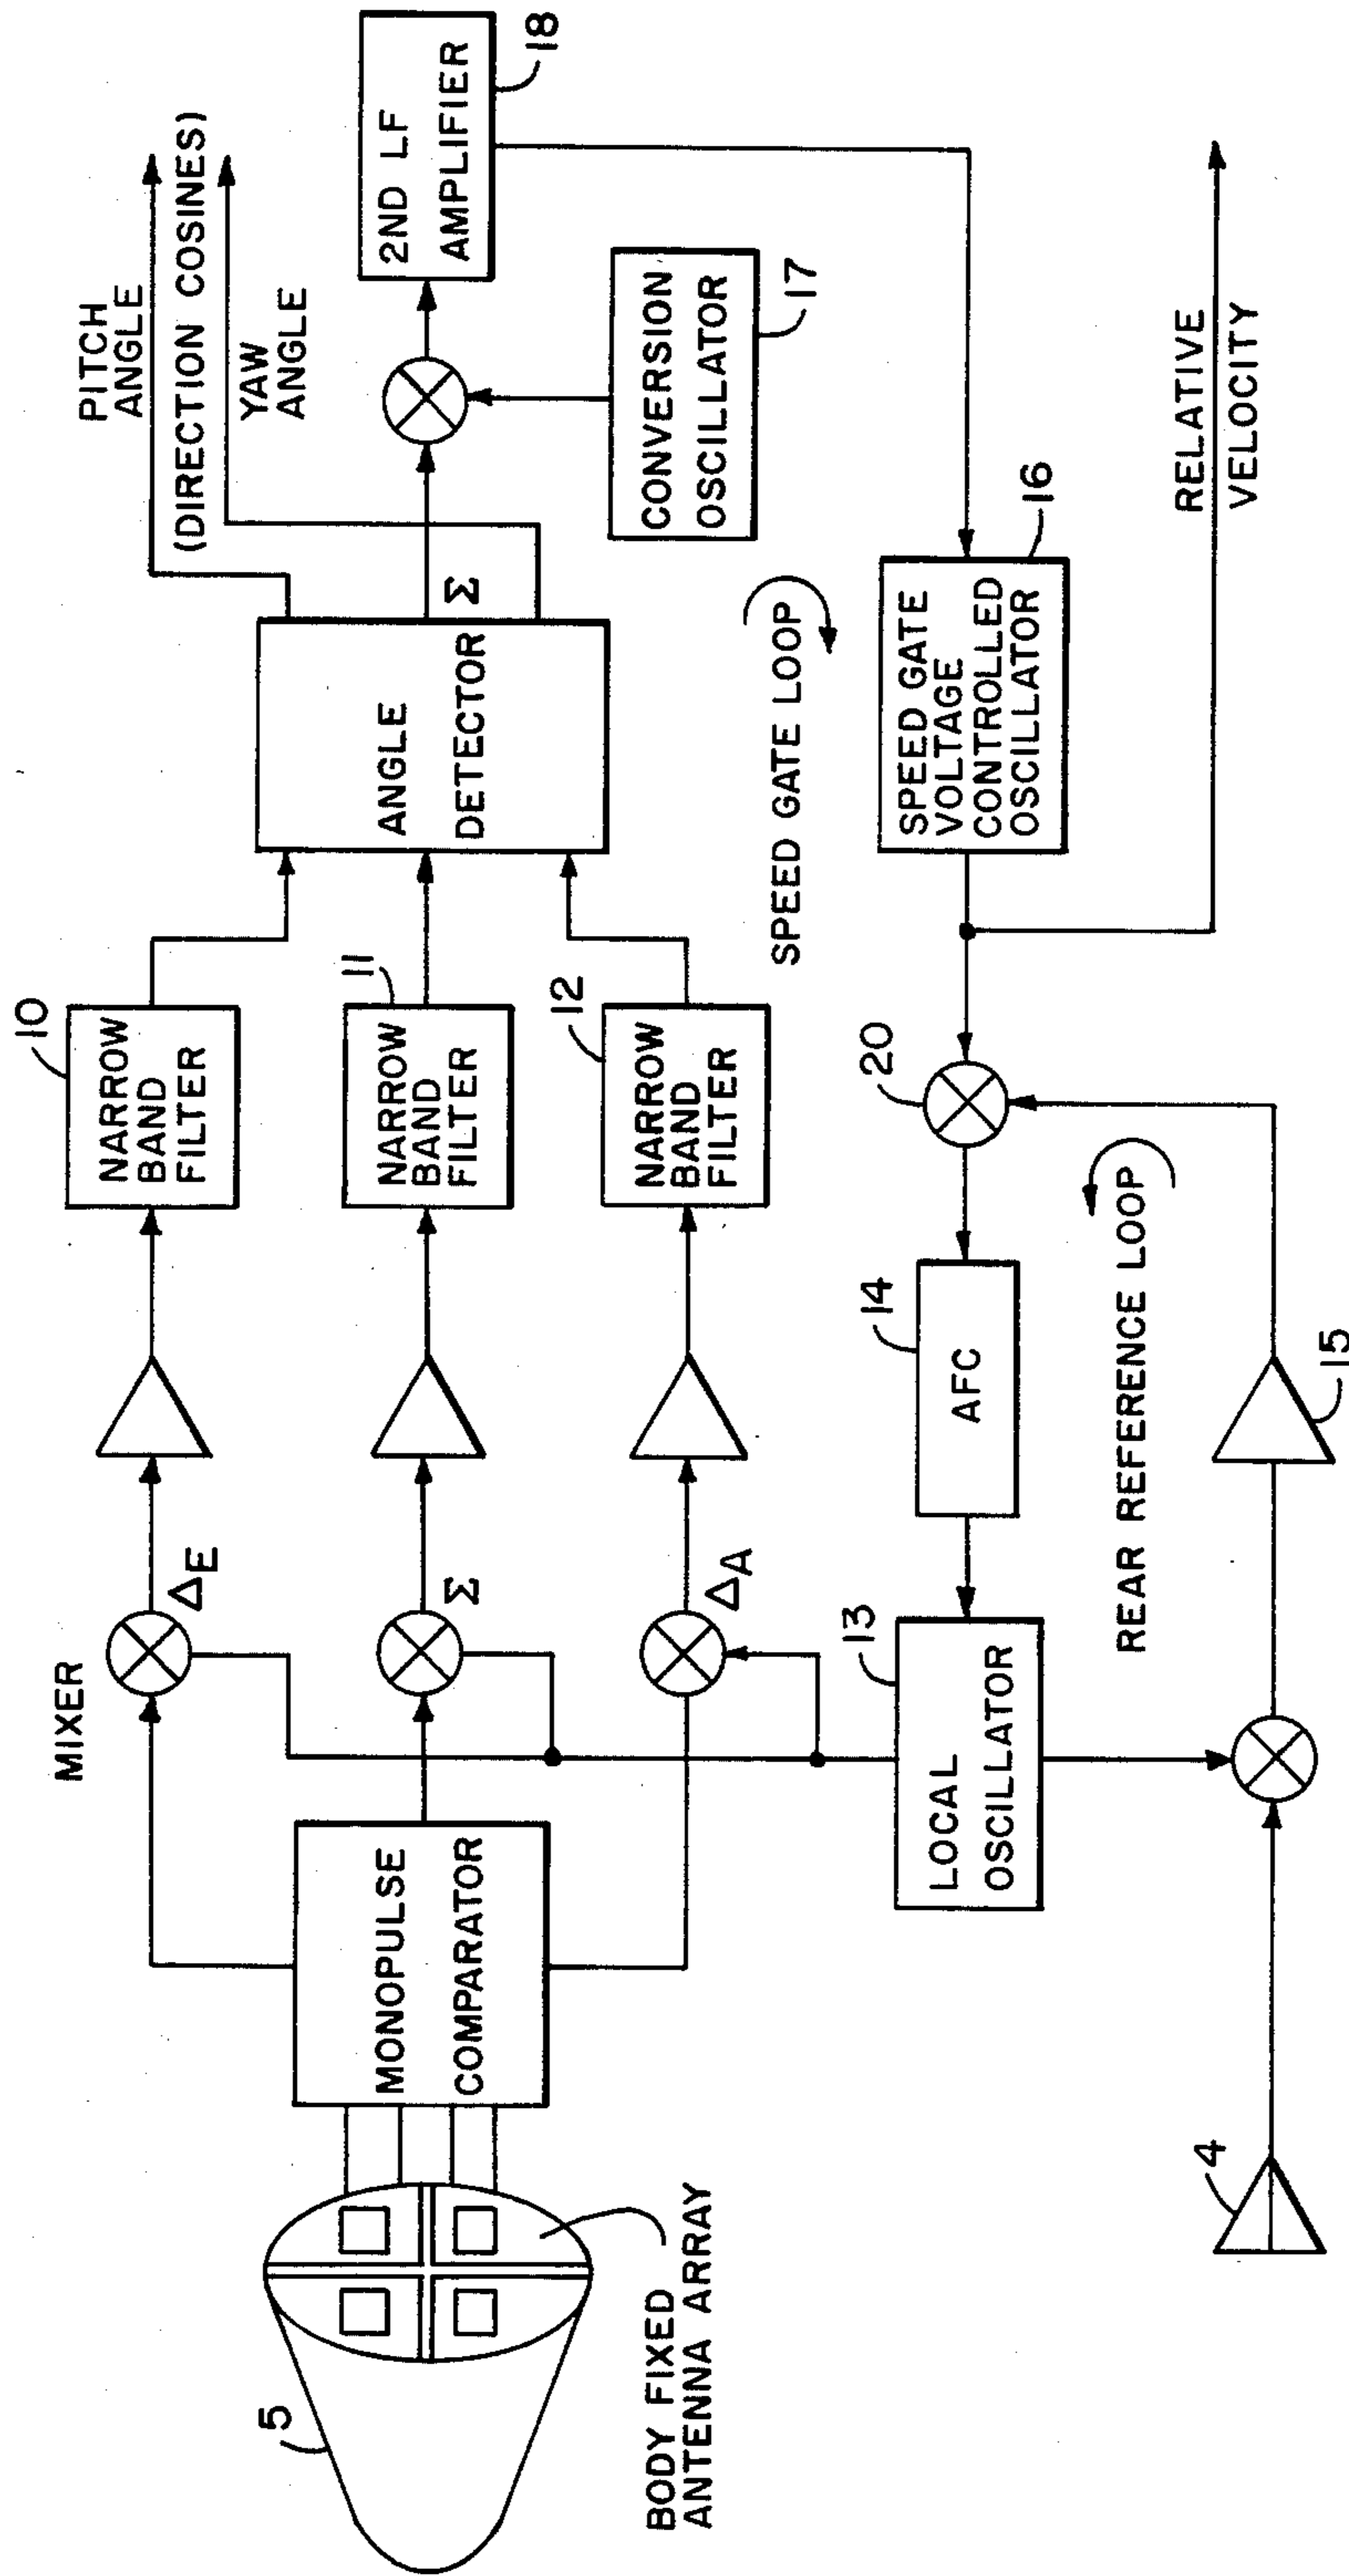 5
BODY FIXED
ANTENNA ARRAY
MONOPULSE
COMPARATOR
MIXER
ΔE
Σ
ΔA
10
NARROW
BAND
FILTER
11
NARROW
BAND
FILTER
12
NARROW
BAND
FILTER
ANGLE
DETECTOR
Σ
PITCH
ANGLE
(DIRECTION COSINES)
YAW
ANGLE
2ND LF
AMPLIFIER
18
CONVERSION
OSCILLATOR
17
SPEED GATE LOOP
SPEED GATE
VOLTAGE
CONTROLLED
OSCILLATOR
16
20
14
AFC
13
LOCAL
OSCILLATOR
REAR REFERENCE LOOP
15
4
RELATIVE
VELOCITY